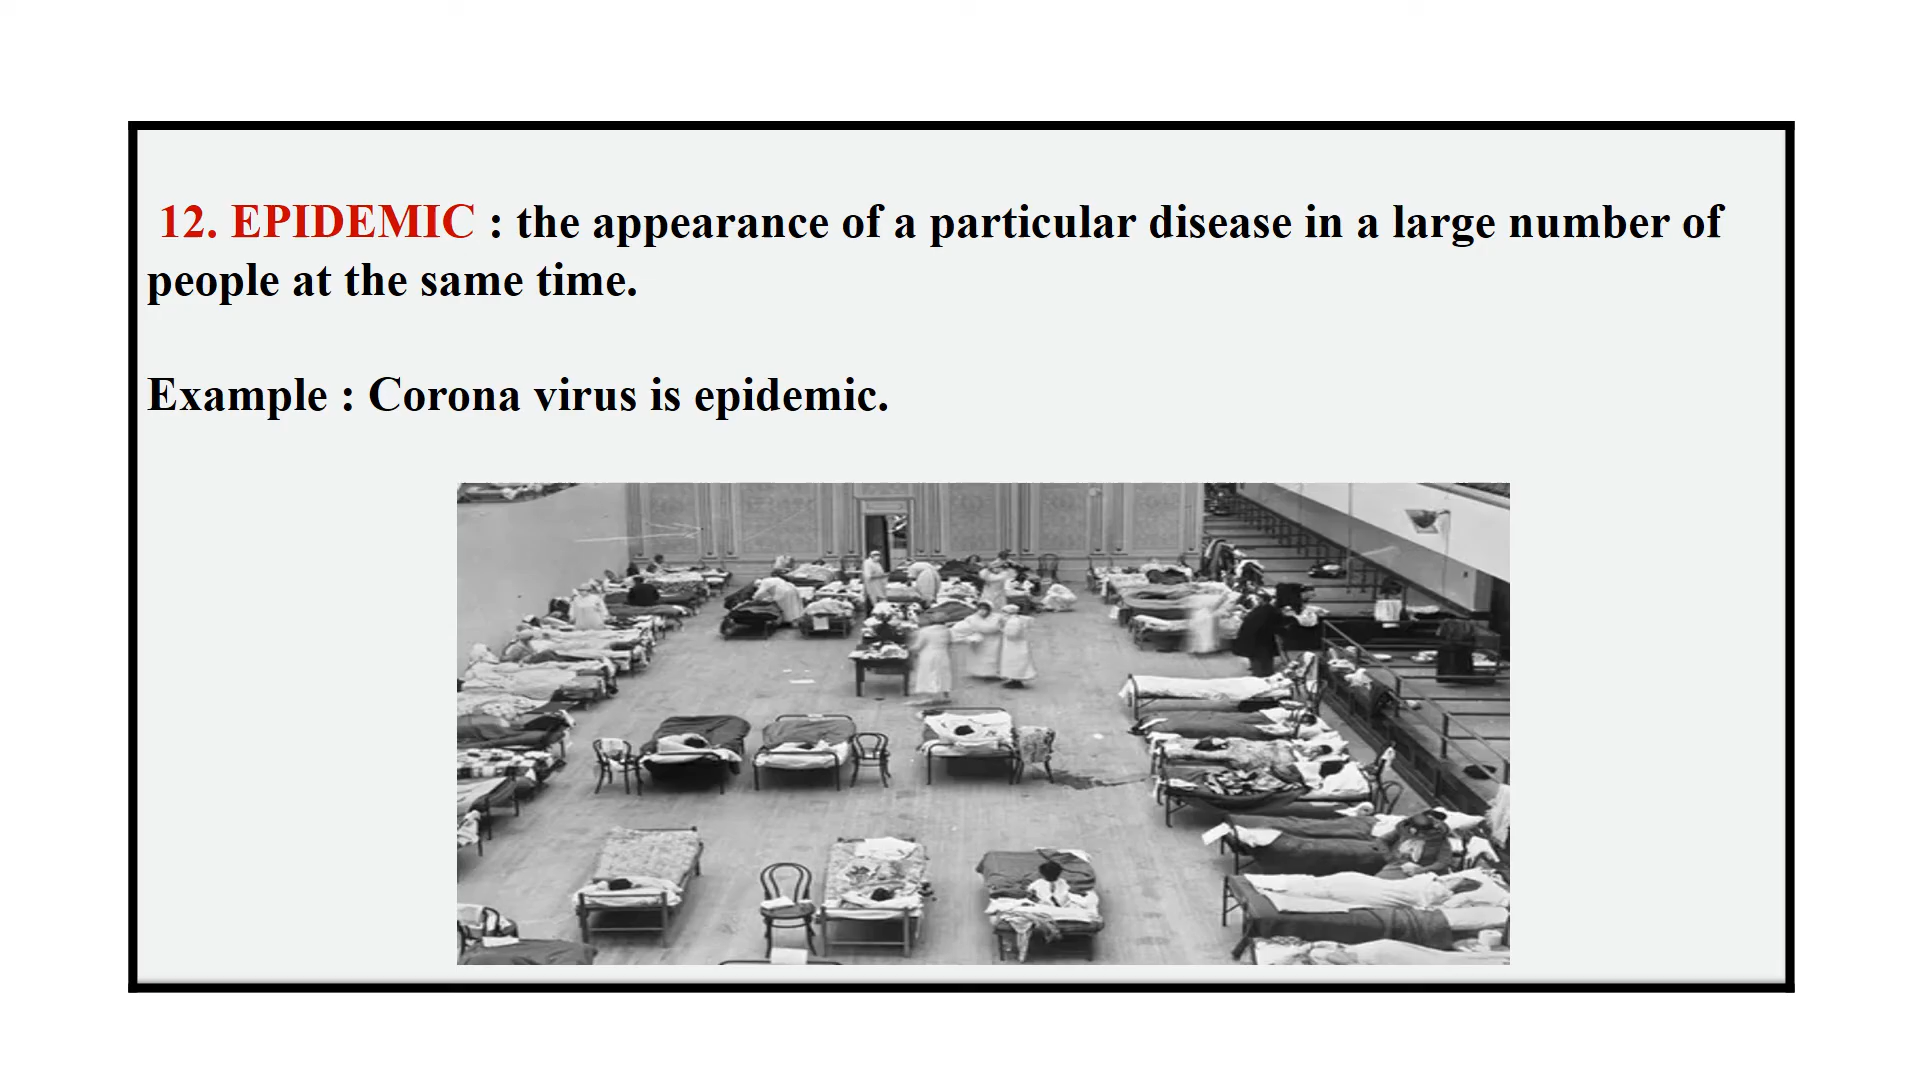 12. EPIDEMIC : the appearance of a particular disease in a large number of
people at the same time.
Example : Corona virus is epidemic.